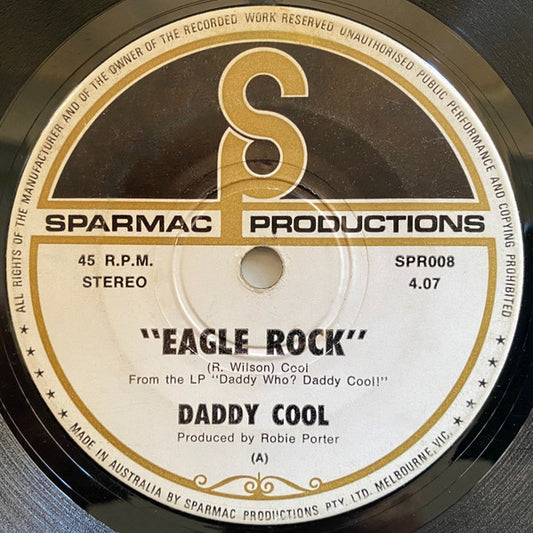 ALL RIGHTS OF THE MANUFACTURER AND OF THE OWNER OF THE RECORDED WORK RESERVED UNAUTHORISED PUBLIC PERFORMANCE AND COPYING PROHIBITED
SP
SPARMAC PRODUCTIONS
45 R.P.M. SPR008
STEREO 4.07
"EAGLE ROCK"
(R. Wilson) Cool
From the LP "Daddy Who? Daddy Cool!"
DADDY COOL
Produced by Robie Porter
(A)
MADE IN AUSTRALIA BY SPARMAC PRODUCTIONS PTY. LTD. MELBOURNE, VIC.